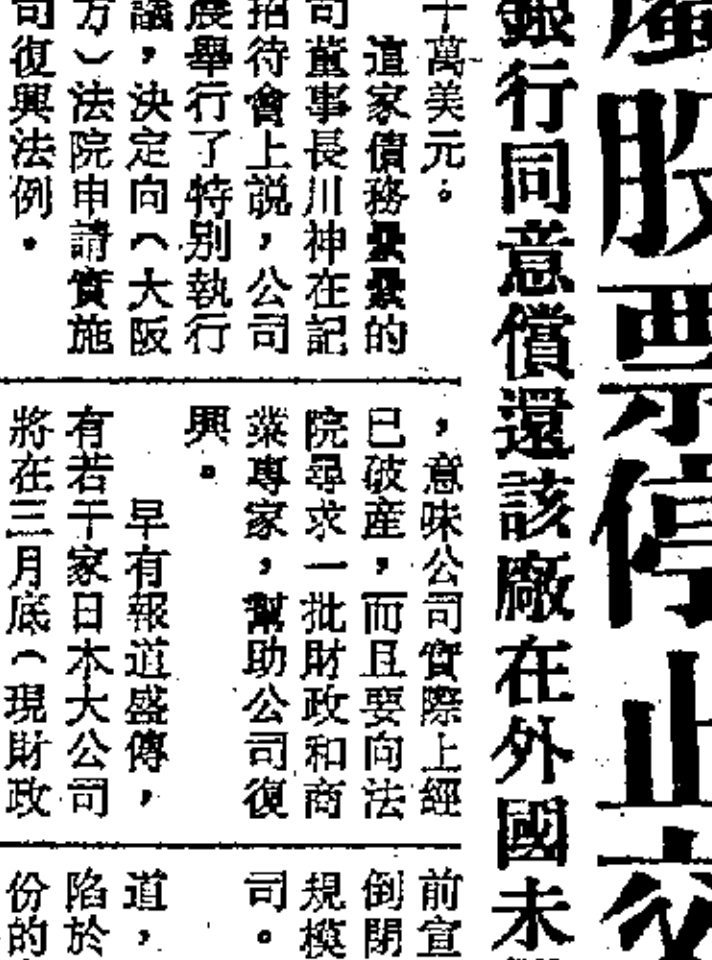 股票停止交
銀行同意償還該廠在外國未
十萬美元。
這家債務纍纍的
司董事長川神在記
招待會上説，公司
晨舉行了特别執行
議，決定向（大阪
方）法院申請實施
司復興法例。
，意味公司實際上經
已破産，而且要向法
院尋求一批財政和商
業專家，幫助公司復
興。
早有報道盛傳，
有若干家日本大公司
將在三月底（現財政
前宣
倒閉
規模
司。
道，
陷於
份的